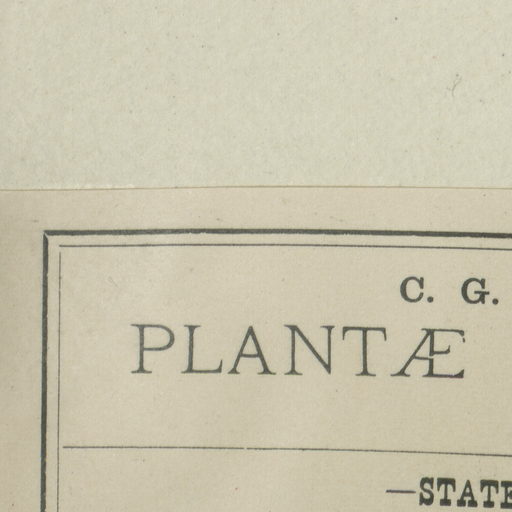 C. G.
PLANTÆ
—STATE